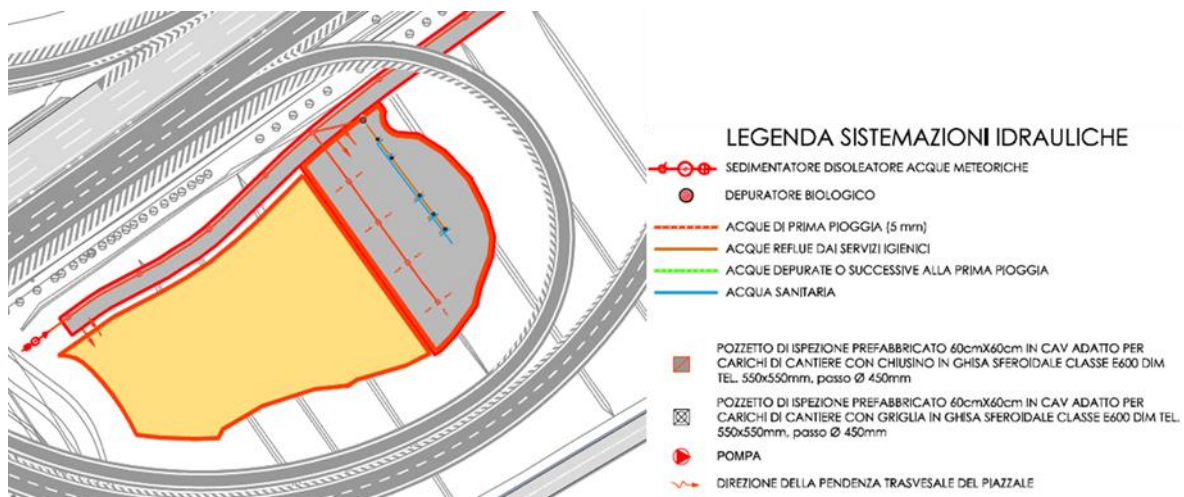 LEGENDA SISTEMAZIONI IDRAULICHE
SEDIMENTATORE DISOLEATORE ACQUE METEORICHE
DEPURATORE BIOLOGICO
ACQUE DI PRIMA PIOGGIA (5 mm)
ACQUE REFLUE DAI SERVIZI IGIENICI
ACQUE DEPURATE O SUCCESSIVE ALLA PRIMA PIOGGIA
ACQUA SANITARIA
POZZETTO DI ISPEZIONE PREFABBRICATO 60cmX60cm IN CAV ADATTO PER
CARICHI DI CANTIERE CON CHIUSINO IN GHISA SFEROIDALE CLASSE E600 DIM
TEL. 550x550mm, passo Ø 450mm
POZZETTO DI ISPEZIONE PREFABBRICATO 60cmX60cm IN CAV ADATTO PER
CARICHI DI CANTIERE CON GRIGLIA IN GHISA SFEROIDALE CLASSE E600 DIM TEL.
550x550mm, passo Ø 450mm
POMPA
DIREZIONE DELLA PENDENZA TRASVESALE DEL PIAZZALE